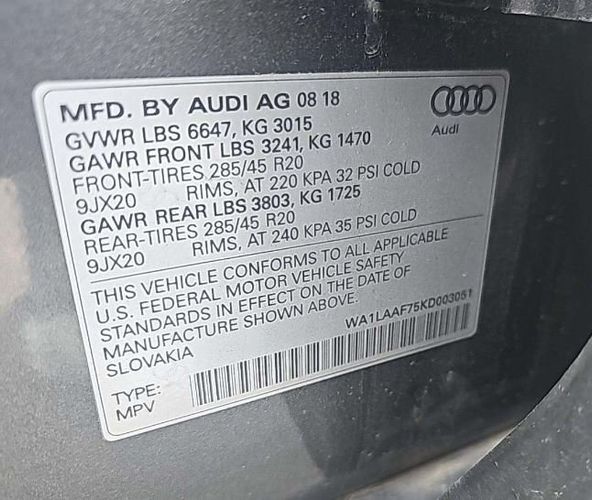 MFD. BY AUDI AG 08 18
Audi
GVWR LBS 6647, KG 3015
GAWR FRONT LBS 3241, KG 1470
FRONT-TIRES 285/45 R20
9JX20 RIMS, AT 220 KPA 32 PSI COLD
GAWR REAR LBS 3803, KG 1725
REAR-TIRES 285/45 R20
9JX20 RIMS, AT 240 KPA 35 PSI COLD
THIS VEHICLE CONFORMS TO ALL APPLICABLE
U.S. FEDERAL MOTOR VEHICLE SAFETY
STANDARDS IN EFFECT ON THE DATE OF
MANUFACTURE SHOWN ABOVE.
SLOVAKIA
WA1LAAF75KD003051
TYPE:
MPV